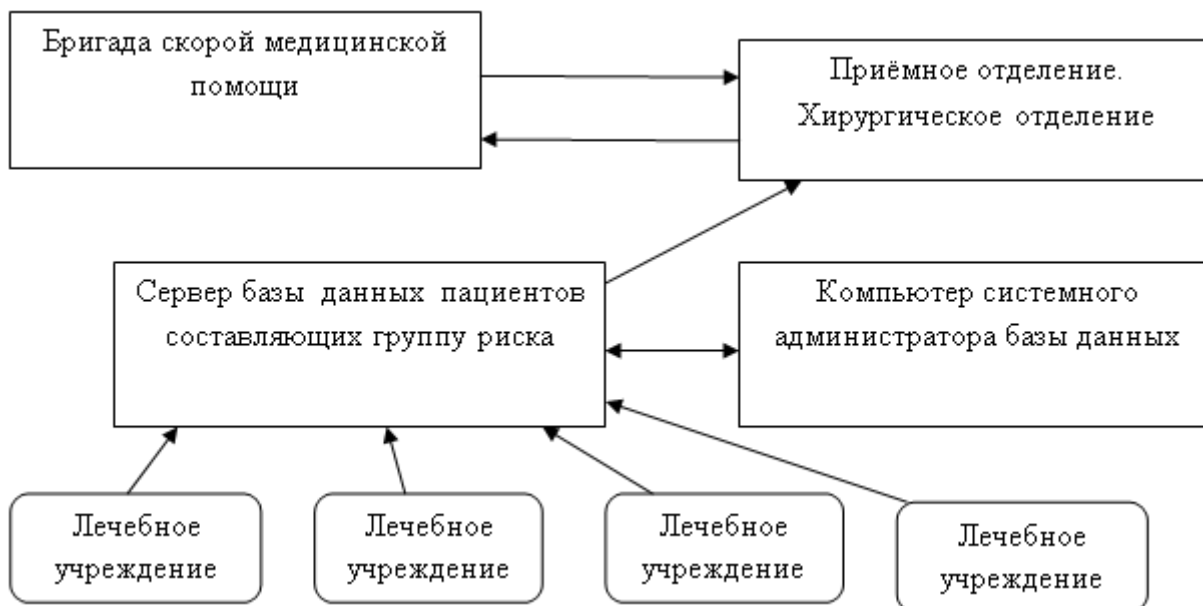 Бригада скорой медицинской
помощи
Приёмное отделение.
Хирургическое отделение
Сервер базы данных пациентов
составляющих группу риска
Компьютер системного
администратора базы данных
Лечебное
учреждение
Лечебное
учреждение
Лечебное
учреждение
Лечебное
учреждение